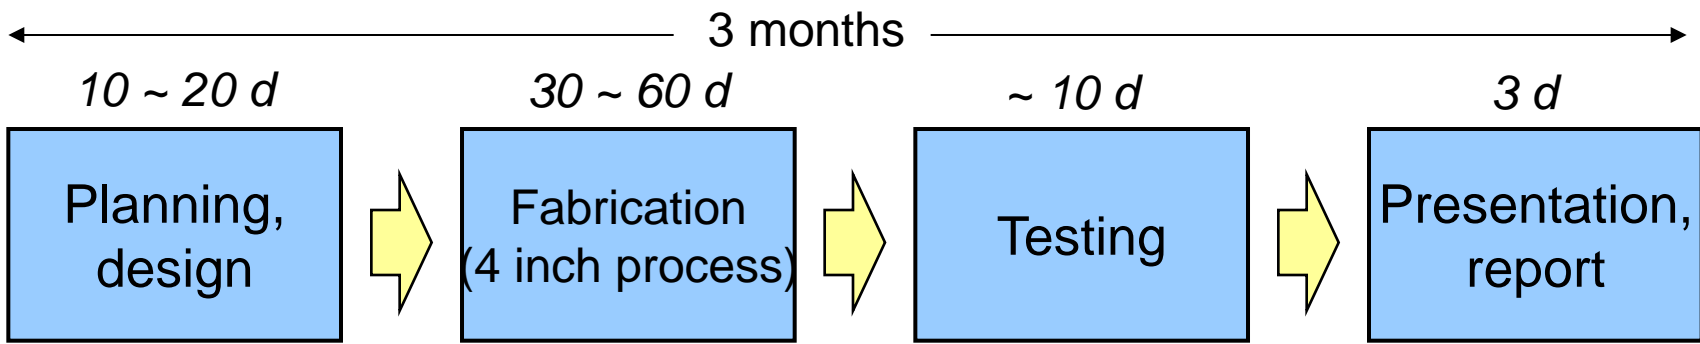 3 months
10 ~ 20 d
30 ~ 60 d
~ 10 d
3 d
Planning,
design
Fabrication
(4 inch process)
Testing
Presentation,
report